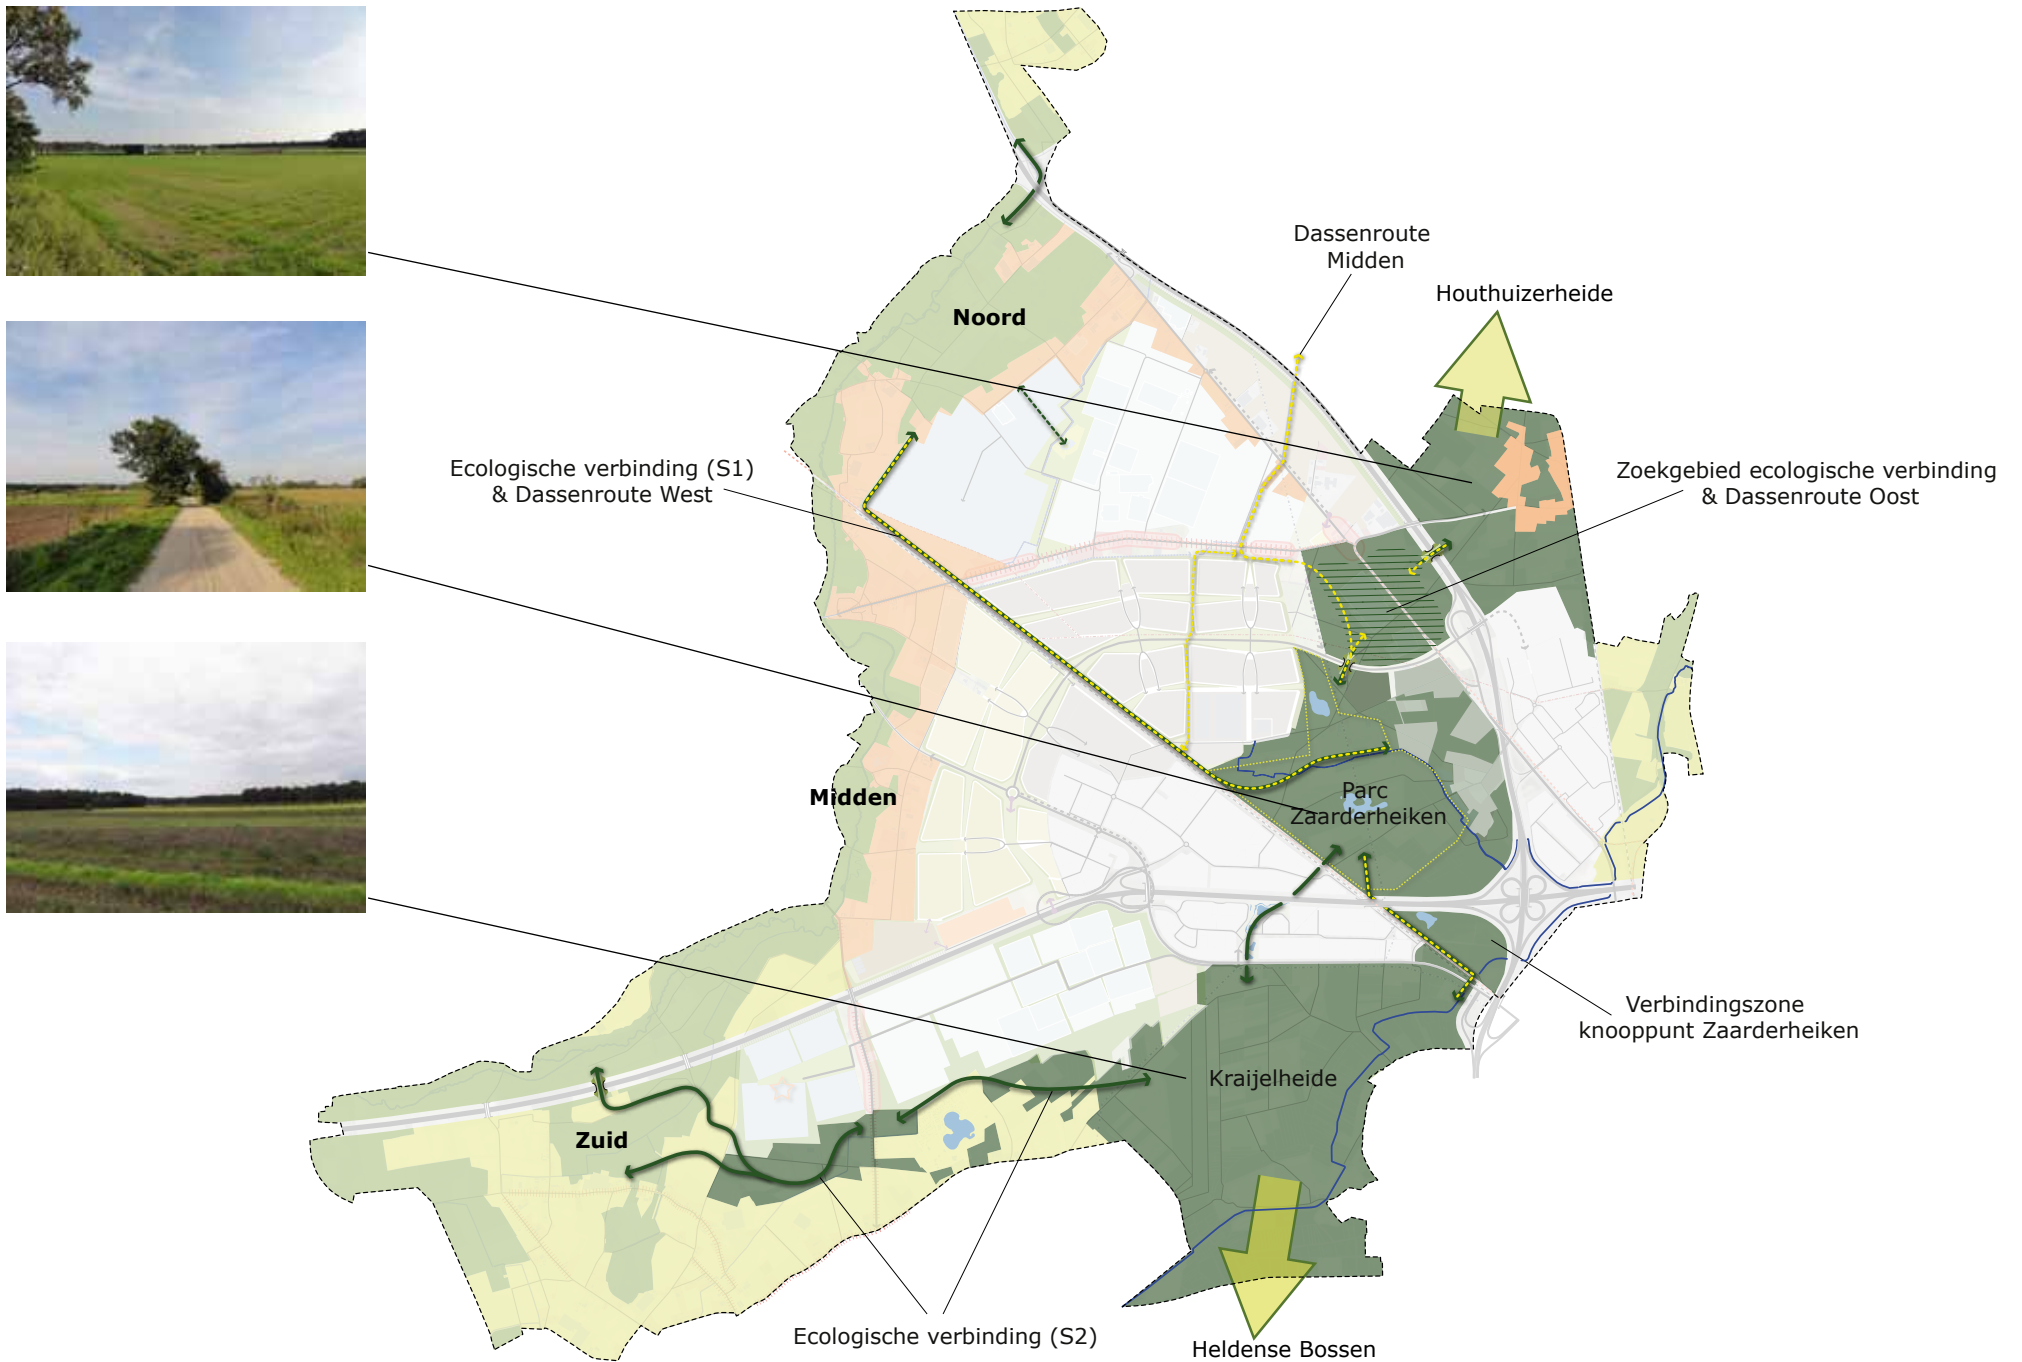 Dassenroute
Midden
Houthuizerheide
Noord
Ecologische verbinding (S1)
& Dassenroute West
Zoekgebied ecologische verbinding
& Dassenroute Oost
Midden
Parc
Zaarderheiken
Verbindingszone
knooppunt Zaarderheiken
Kraijelheide
Zuid
Ecologische verbinding (S2)
Heldense Bossen